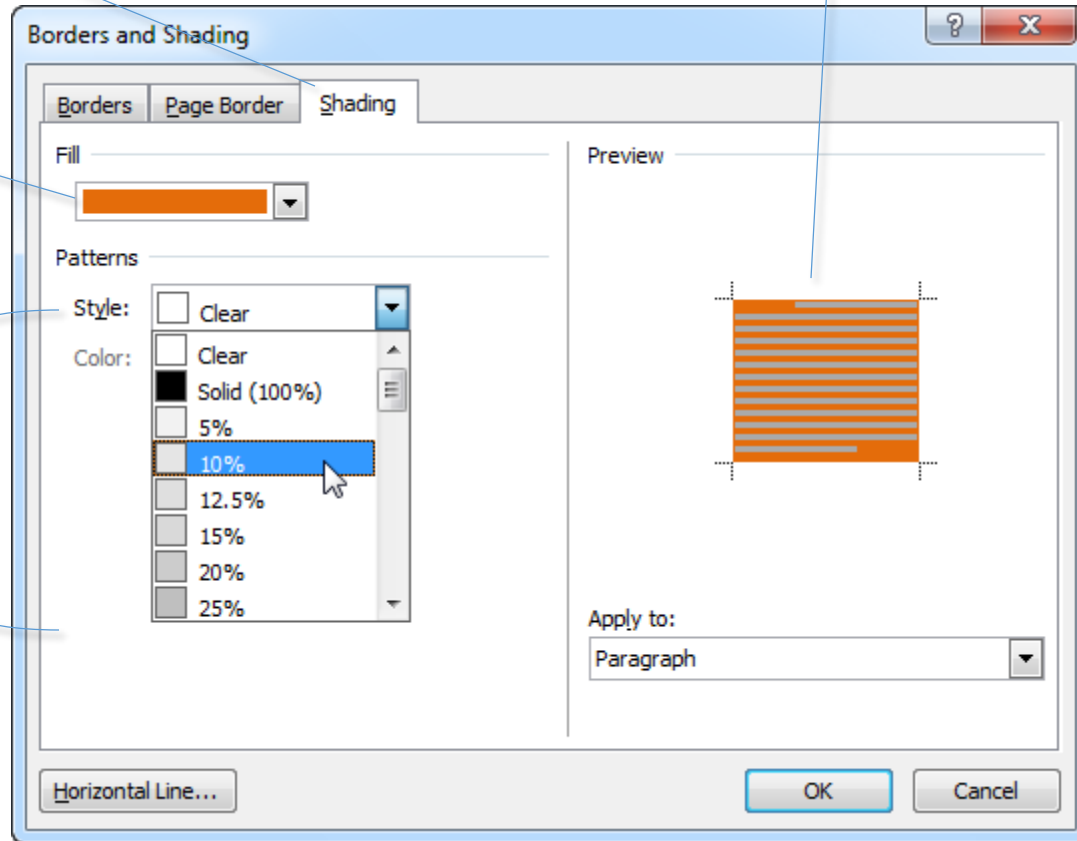 Borders and Shading
Borders Page Border Shading
Fill
Patterns
Style: Clear
Color:
Clear
Solid (100%)
5%
10%
12.5%
15%
20%
25%
Preview
Apply to:
Paragraph
Horizontal Line...
OK
Cancel